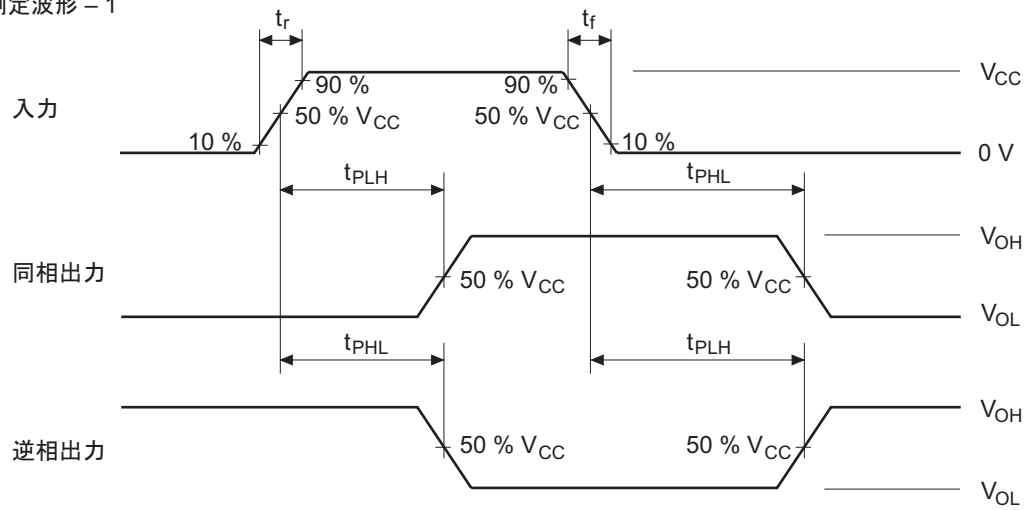 測定波形 – 1
tr
tf
入力
90 %
90 %
VCC
50 % VCC
50 % VCC
10 %
10 %
0 V
tPLH
tPHL
同相出力
VOH
50 % VCC
50 % VCC
VOL
tPHL
tPLH
逆相出力
VOH
50 % VCC
50 % VCC
VOL